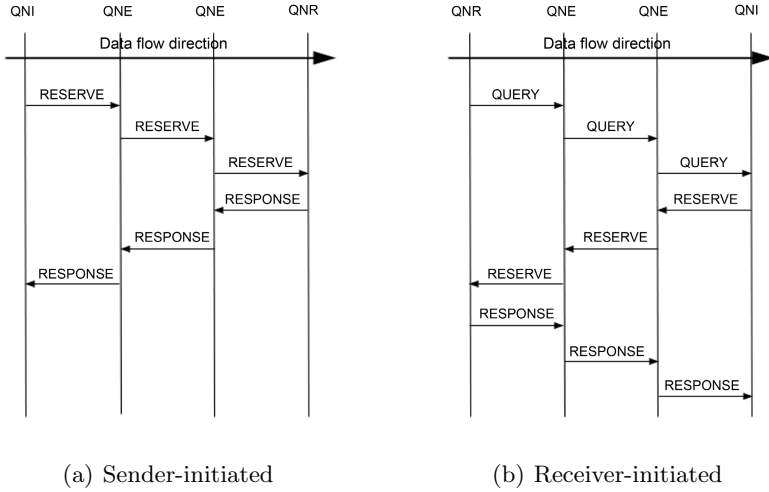 QNI QNE QNE QNR
Data flow direction
RESERVE
RESERVE
RESERVE
RESPONSE
RESPONSE
RESPONSE
(a) Sender-initiated
QNR QNE QNE QNI
Data flow direction
QUERY
QUERY
QUERY
RESERVE
RESERVE
RESERVE
RESPONSE
RESPONSE
RESPONSE
(b) Receiver-initiated